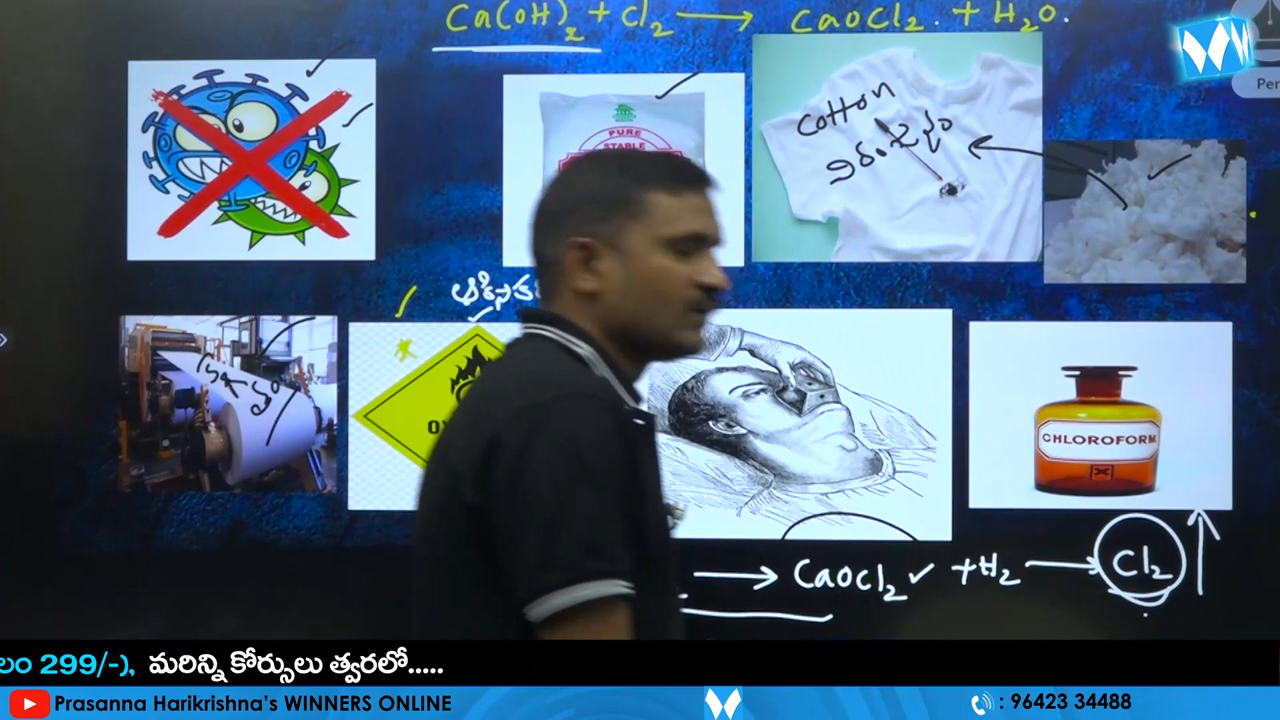 Ca(OH)₂ + Cl₂ ⟶ CaOCl₂. + H₂O.
Per
PURE
STABLE
Cotton
CHLOROFORM
⟶ CaOCl₂ ✓ + H₂ ⟶ Cl₂ ↑
లం 299/-), మరిన్ని కోర్సులు త్వరలో.....
Prasanna Harikrishna's WINNERS ONLINE
: 96423 34488